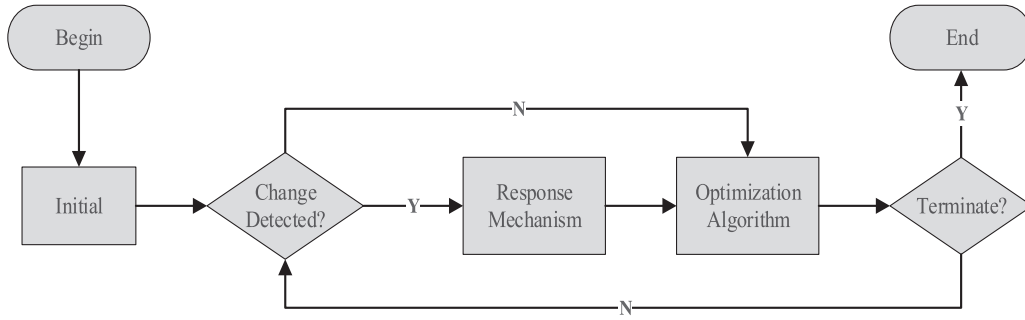 Begin
End
N
Y
Initial
Change
Detected?
Y
Response
Mechanism
Optimization
Algorithm
Terminate?
N